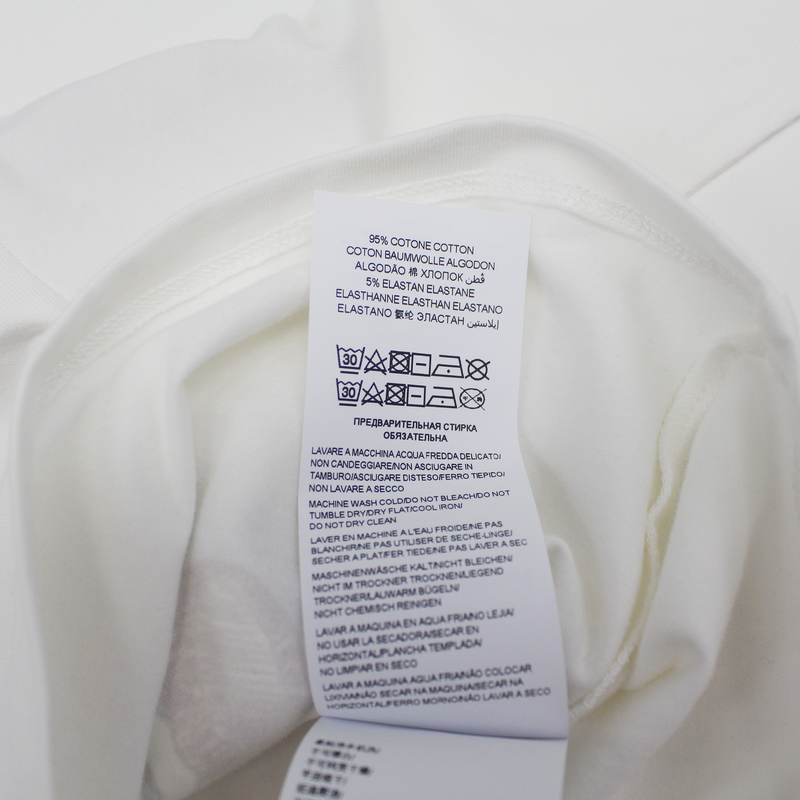 95% COTONE COTTON
COTON BAUMWOLLE ALGODON
ALGODÃO 棉 ХЛОПОК قُطن
5% ELASTAN ELASTANE
ELASTHANNE ELASTHAN ELASTANO
ELASTANO 氨纶 ЭЛАСТАН إيلاستين
30
30
ПРЕДВАРИТЕЛЬНАЯ СТИРКА
ОБЯЗАТЕЛЬНА
LAVARE A MACCHINA ACQUA FREDDA DELICATO/
NON CANDEGGIARE/NON ASCIUGARE IN
TAMBURO/ASCIUGARE DISTESO/FERRO TIEPIDO/
NON LAVARE A SECCO
MACHINE WASH COLD/DO NOT BLEACH/DO NOT
TUMBLE DRY/DRY FLAT/COOL IRON/
DO NOT DRY CLEAN
LAVER EN MACHINE A L'EAU FROIDE/NE PAS
BLANCHIR/NE PAS UTILISER DE SECHE-LINGE/
SECHER A PLAT/FER TIEDE/NE PAS LAVER A SEC
MASCHINENWÄSCHE KALT/NICHT BLEICHEN/
NICHT IM TROCKNER TROCKNEN/LIEGEND
TROCKNEN/LAUWARM BÜGELN/
NICHT CHEMISCH REINIGEN
LAVAR A MAQUINA EN AQUA FRIA/NO LEJIA/
NO USAR LA SECADORA/SECAR EN
HORIZONTAL/PLANCHA TEMPLADA/
NO LIMPIAR EN SECO
LAVAR A MAQUINA AQUA FRIA/NÃO COLOCAR
LIXIVIA/NÃO SECAR NA MAQUINA/SECAR NA
HORIZONTAL/FERRO MORNO/NÃO LAVAR A SECO